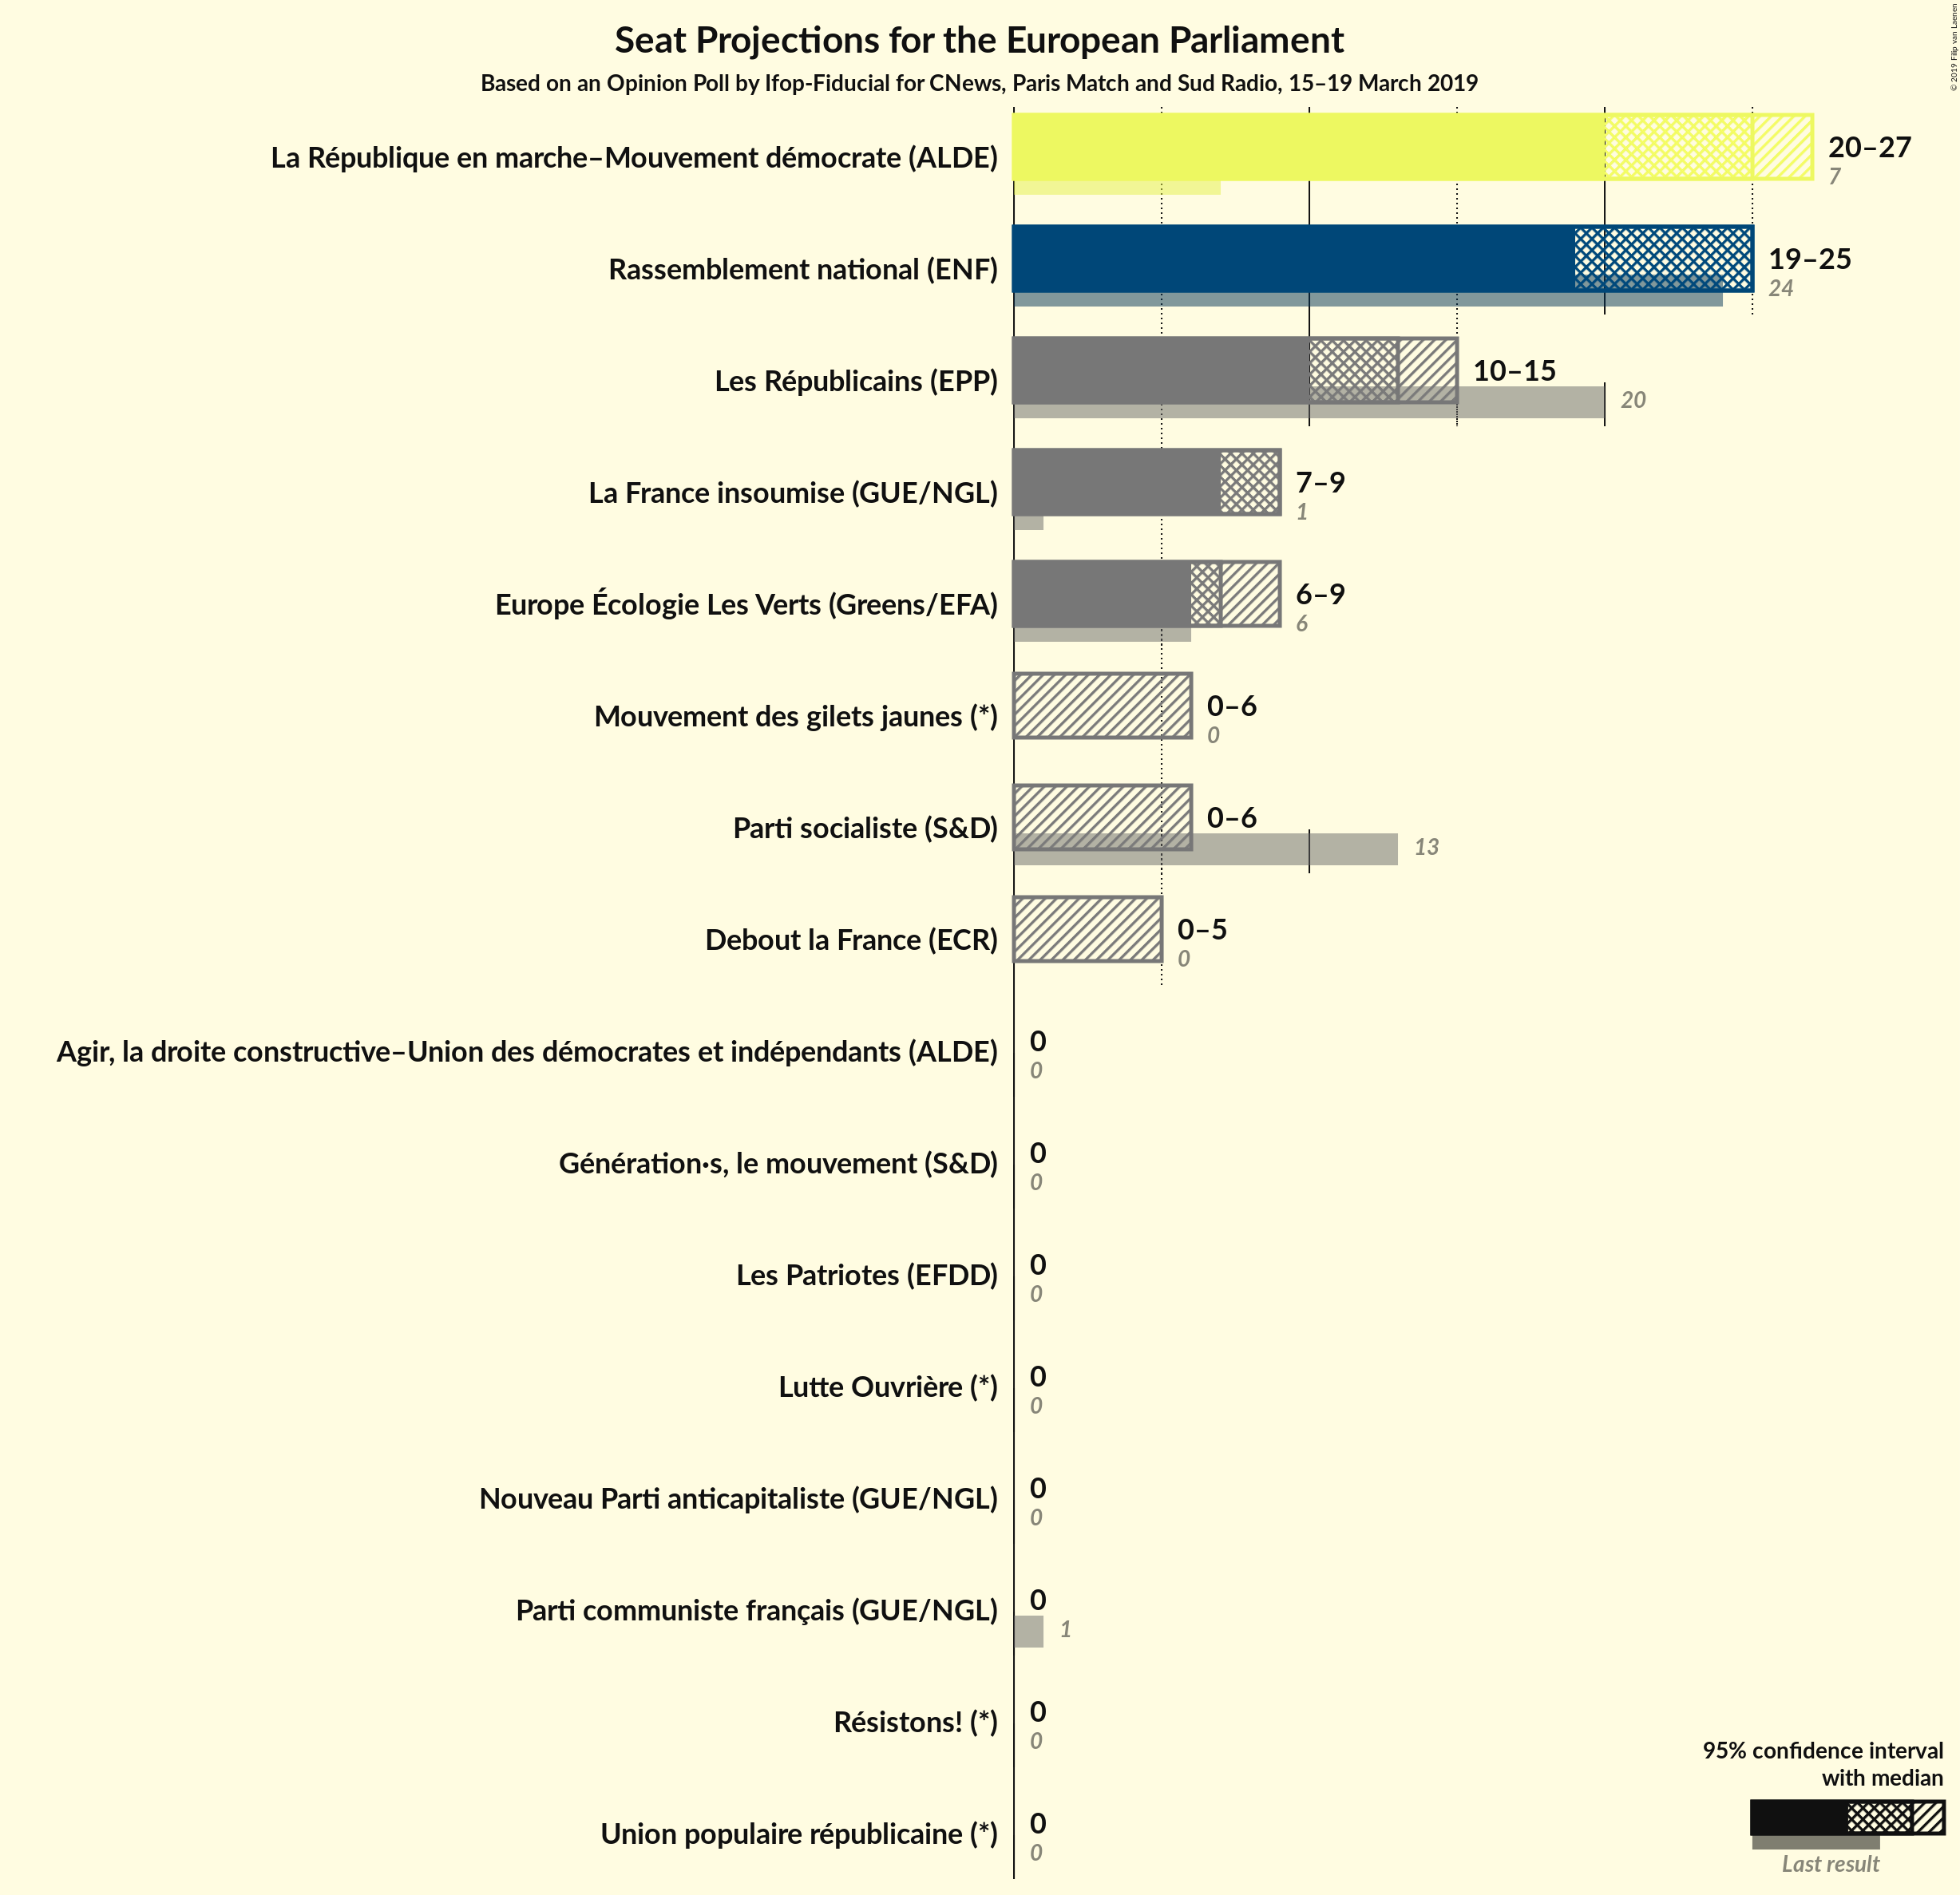 Seat Projections for the European Parliament
Based on an Opinion Poll by Ifop-Fiducial for CNews, Paris Match and Sud Radio, 15–19 March 2019
© 2019 Filip van Laenen
La République en marche–Mouvement démocrate (ALDE)
20–27
7
Rassemblement national (ENF)
19–25
24
Les Républicains (EPP)
10–15
20
La France insoumise (GUE/NGL)
7–9
1
Europe Écologie Les Verts (Greens/EFA)
6–9
6
Mouvement des gilets jaunes (*)
0–6
0
Parti socialiste (S&D)
0–6
13
Debout la France (ECR)
0–5
0
Agir, la droite constructive–Union des démocrates et indépendants (ALDE)
0
0
Génération·s, le mouvement (S&D)
0
0
Les Patriotes (EFDD)
0
0
Lutte Ouvrière (*)
0
0
Nouveau Parti anticapitaliste (GUE/NGL)
0
0
Parti communiste français (GUE/NGL)
0
1
Résistons! (*)
0
0
Union populaire républicaine (*)
0
0
95% confidence interval
with median
Last result